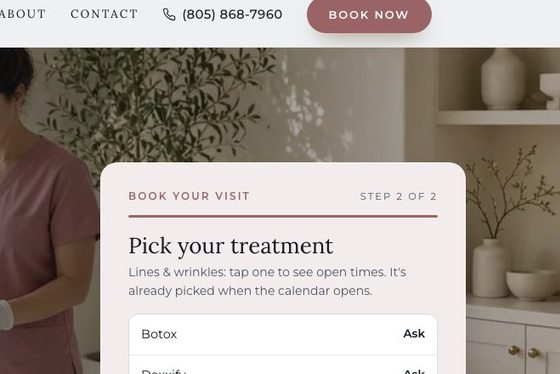 ABOUT CONTACT (805) 868-7960 BOOK NOW
BOOK YOUR VISIT STEP 2 OF 2
Pick your treatment
Lines & wrinkles: tap one to see open times. It's
already picked when the calendar opens.
Botox Ask
Daxxify Ask